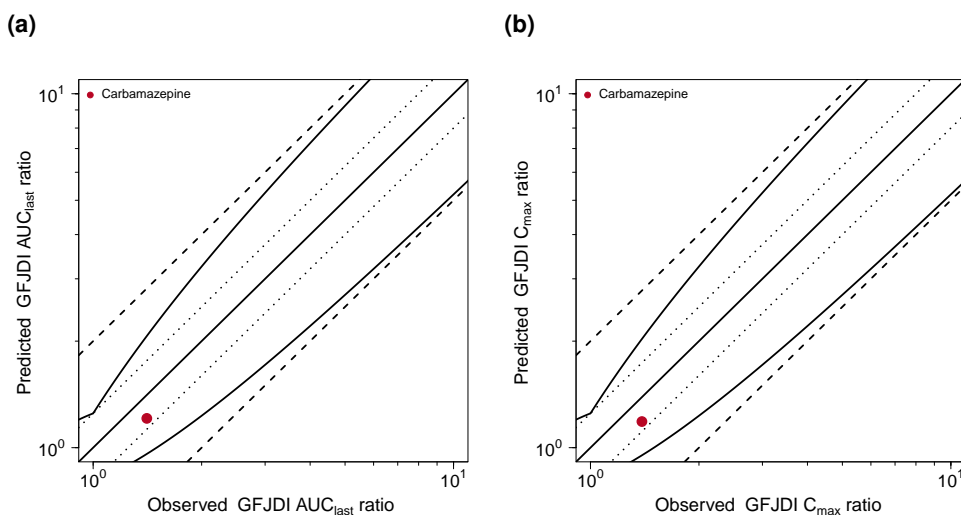 (a)
(b)
Carbamazepine
Carbamazepine
10¹
10⁰
Predicted GFJDI AUClast ratio
10⁰ 10¹
Observed GFJDI AUClast ratio
10¹
10⁰
Predicted GFJDI Cmax ratio
10⁰ 10¹
Observed GFJDI Cmax ratio